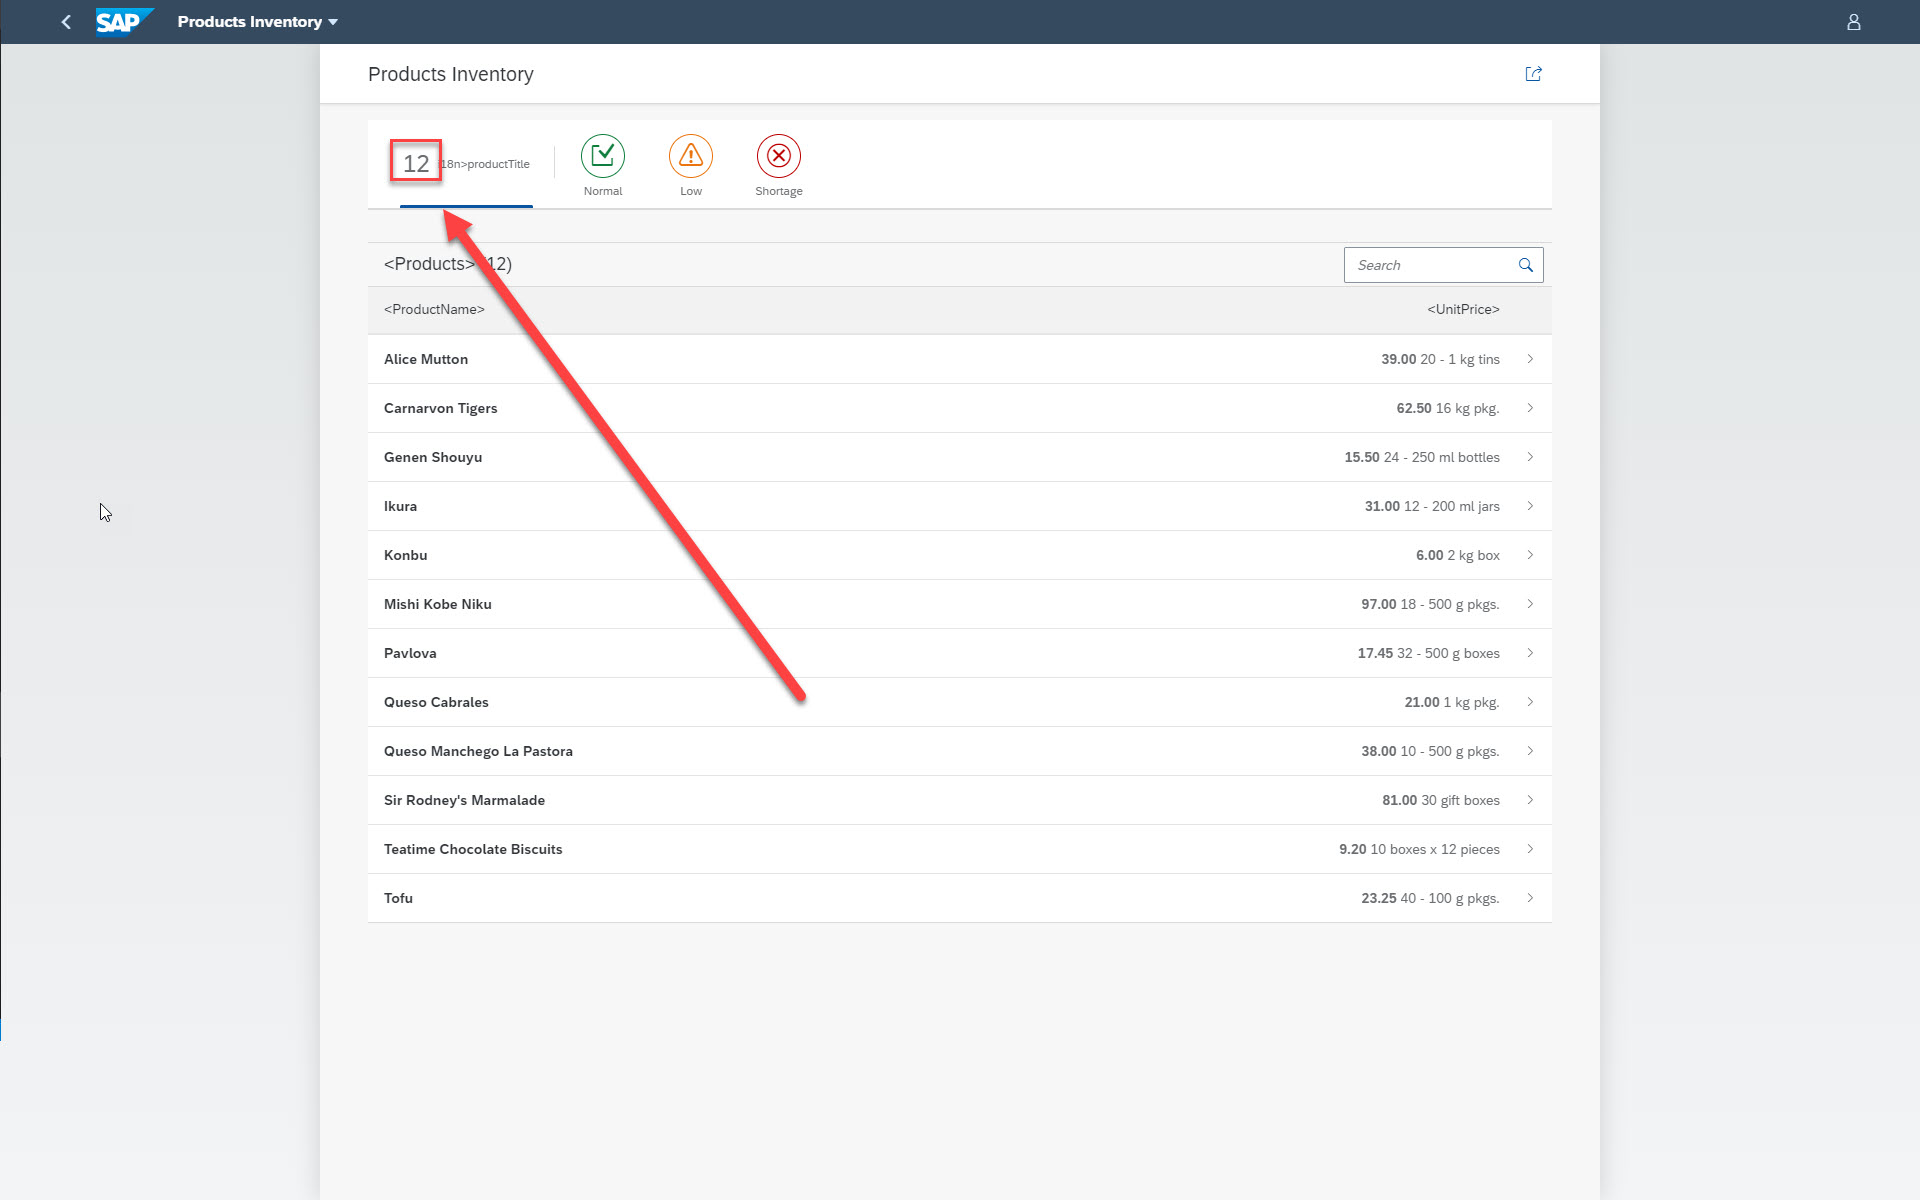 SAP Products Inventory
Products Inventory
12 18n>productTitle
Normal
Low
Shortage
<Products> (12)
Search
<ProductName> <UnitPrice>
Alice Mutton 39.00 20 - 1 kg tins
Carnarvon Tigers 62.50 16 kg pkg.
Genen Shouyu 15.50 24 - 250 ml bottles
Ikura 31.00 12 - 200 ml jars
Konbu 6.00 2 kg box
Mishi Kobe Niku 97.00 18 - 500 g pkgs.
Pavlova 17.45 32 - 500 g boxes
Queso Cabrales 21.00 1 kg pkg.
Queso Manchego La Pastora 38.00 10 - 500 g pkgs.
Sir Rodney's Marmalade 81.00 30 gift boxes
Teatime Chocolate Biscuits 9.20 10 boxes x 12 pieces
Tofu 23.25 40 - 100 g pkgs.